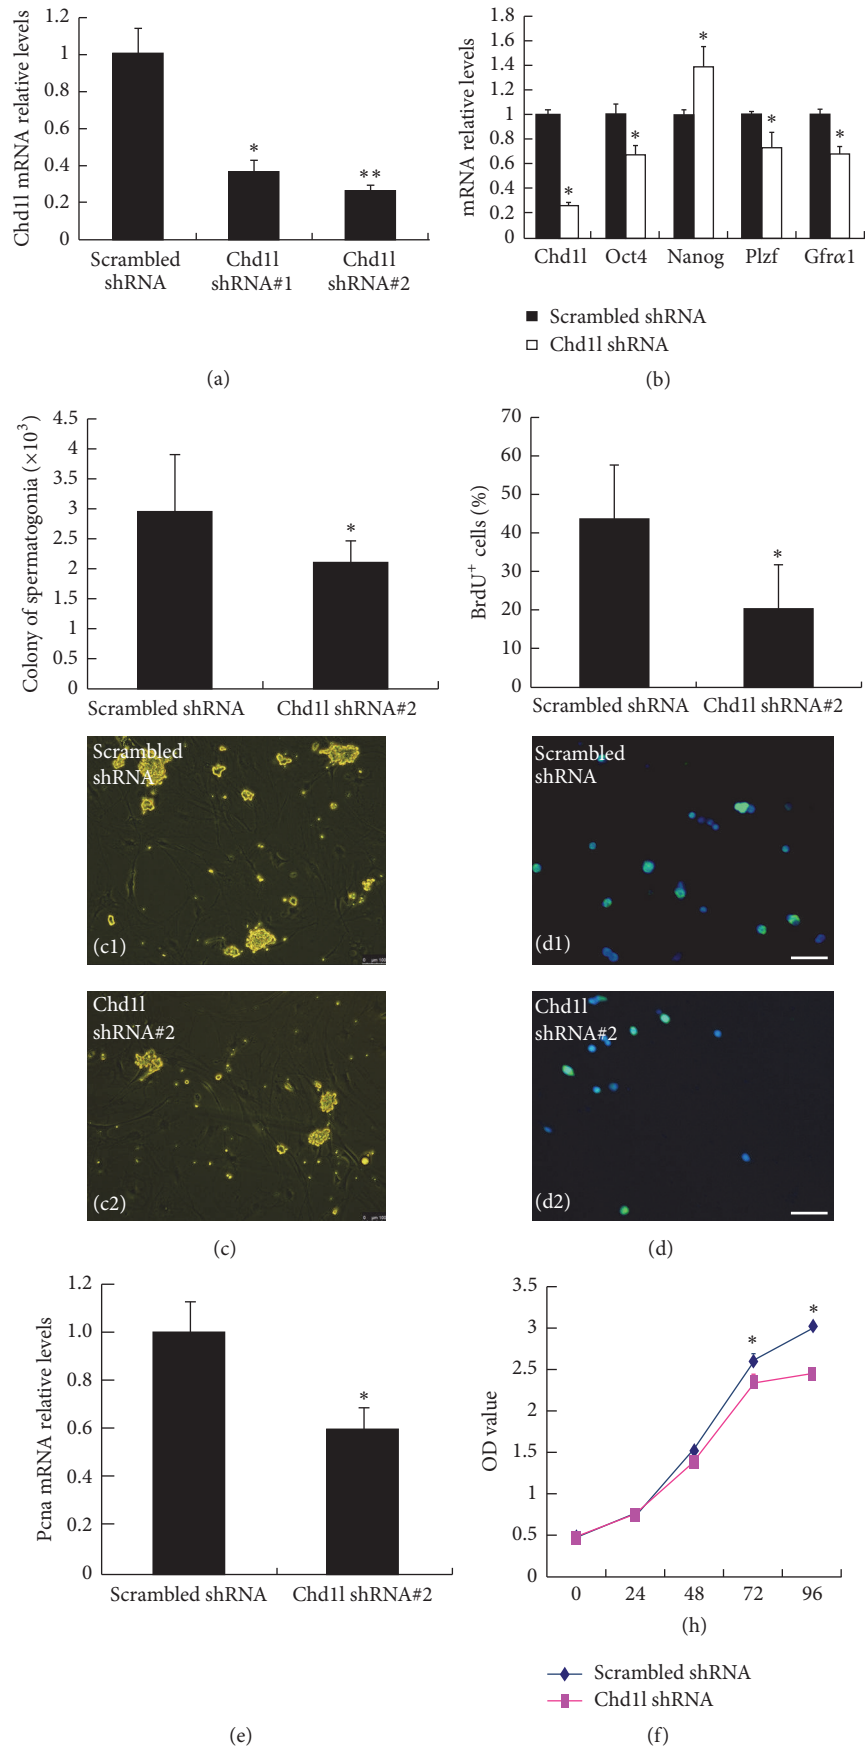 Chd1l mRNA relative levels
1.2
1
0.8
0.6
0.4
0.2
0
*
**
Scrambled shRNA
Chd1l shRNA#1
Chd1l shRNA#2
(a)
mRNA relative levels
1.8
1.6
1.4
1.2
1
0.8
0.6
0.4
0.2
0
*
*
*
*
*
Chd1l
Oct4
Nanog
Plzf
Gfrα1
Scrambled shRNA
Chd1l shRNA
(b)
Colony of spermatogonia (×10³)
4.5
4
3.5
3
2.5
2
1.5
1
0.5
0
*
Scrambled shRNA
Chd1l shRNA#2
Scrambled
shRNA
(c1)
Chd1l
shRNA#2
(c2)
(c)
BrdU⁺ cells (%)
70
60
50
40
30
20
10
0
*
Scrambled shRNA
Chd1l shRNA#2
Scrambled
shRNA
(d1)
Chd1l
shRNA#2
(d2)
(d)
Pcna mRNA relative levels
1.2
1.0
0.8
0.6
0.4
0.2
0
*
Scrambled shRNA
Chd1l shRNA#2
(e)
OD value
3.5
3
2.5
2
1.5
1
0.5
0
*
*
0
24
48
72
96
(h)
Scrambled shRNA
Chd1l shRNA
(f)